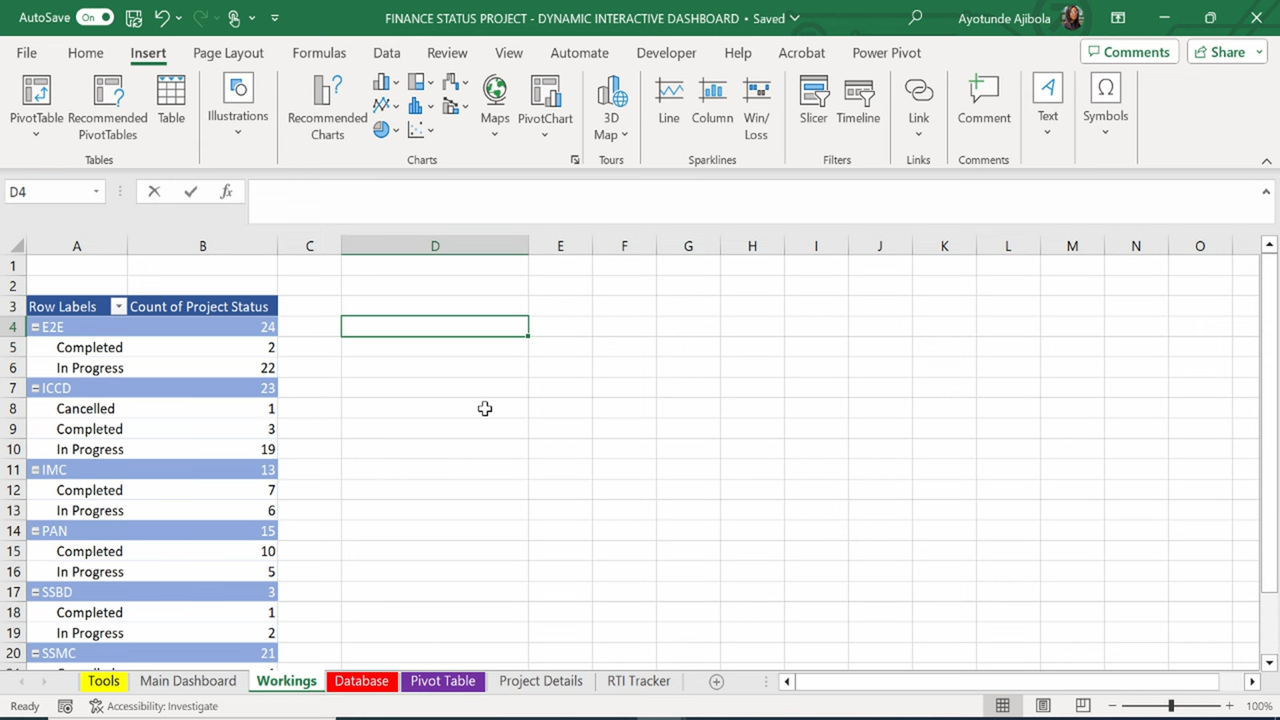 AutoSave On FINANCE STATUS PROJECT - DYNAMIC INTERACTIVE DASHBOARD • Saved Ayotunde Ajibola
File Home Insert Page Layout Formulas Data Review View Automate Developer Help Acrobat Power Pivot Comments Share
PivotTable Recommended PivotTables Table Illustrations Recommended Charts Maps PivotChart 3D Map Line Column Win/Loss Slicer Timeline Link Comment Text Symbols
Tables Charts Tours Sparklines Filters Links Comments
D4 fx
A B C D E F G H I J K L M N O
1
2
3 Row Labels Count of Project Status
4 E2E 24
5 Completed 2
6 In Progress 22
7 ICCD 23
8 Cancelled 1
9 Completed 3
10 In Progress 19
11 IMC 13
12 Completed 7
13 In Progress 6
14 PAN 15
15 Completed 10
16 In Progress 5
17 SSBD 3
18 Completed 1
19 In Progress 2
20 SSMC 21
Tools Main Dashboard Workings Database Pivot Table Project Details RTI Tracker
Ready Accessibility: Investigate 100%